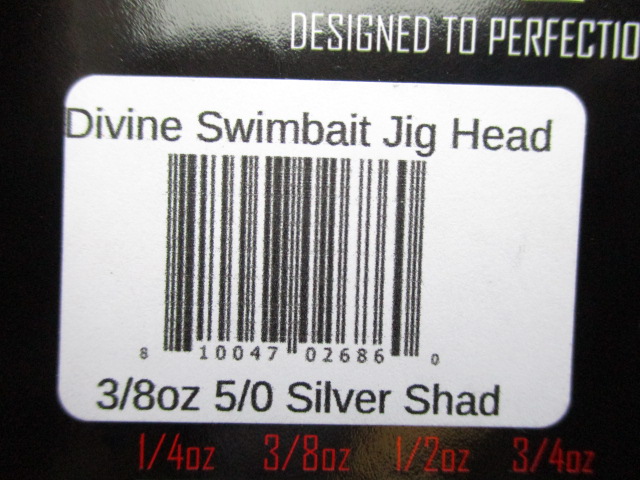 DESIGNED TO PERFECTIO
Divine Swimbait Jig Head
8 10047 02686 0
3/8oz 5/0 Silver Shad
1/4oz 3/8oz 1/2oz 3/4oz